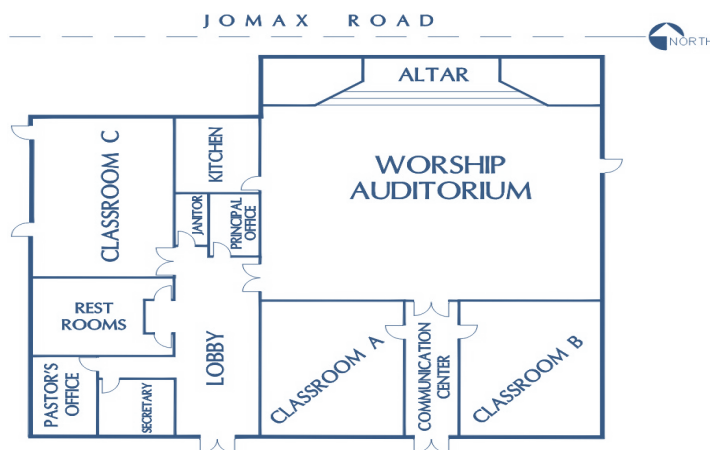 JOMAX ROAD
NORTH
ALTAR
CLASSROOM C
KITCHEN
WORSHIP
AUDITORIUM
JANITOR
PRINCIPAL
OFFICE
REST
ROOMS
LOBBY
PASTOR'S
OFFICE
SECRETARY
CLASSROOM A
COMMUNICATION
CENTER
CLASSROOM B